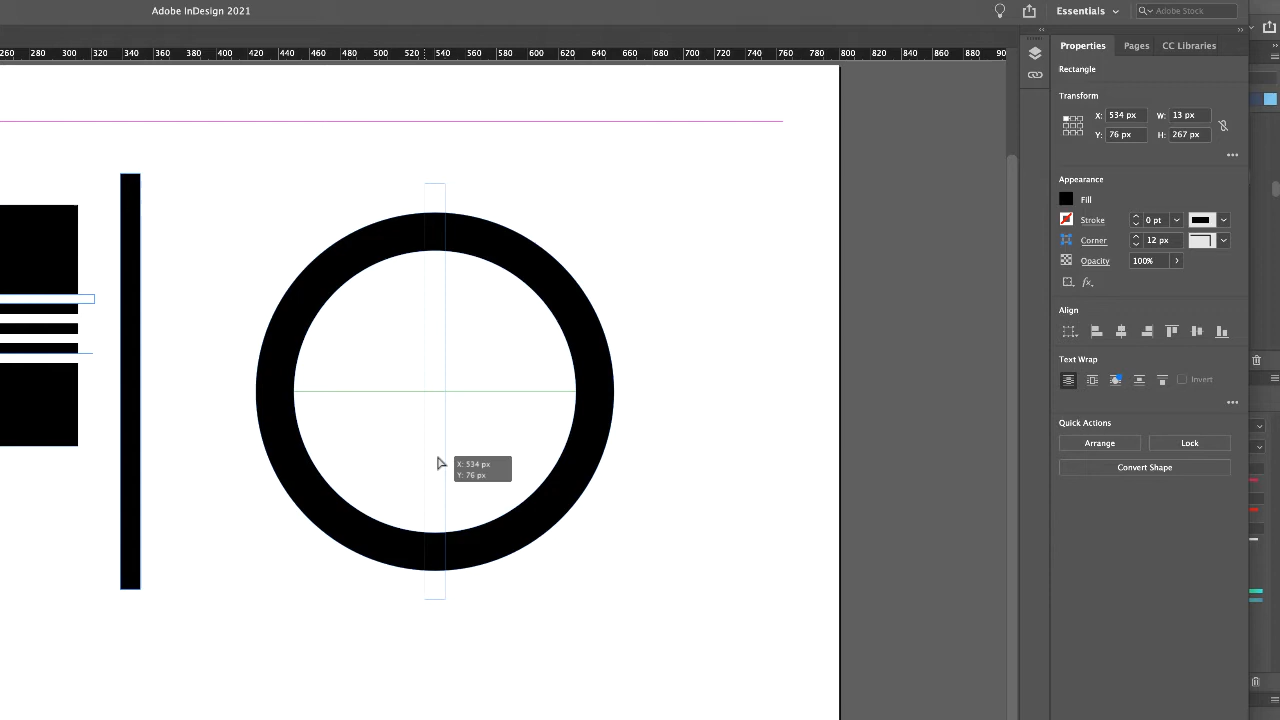 Adobe InDesign 2021
Essentials
Adobe Stock
260 280 300 320 340 360 380 400 420 440 460 480 500 520 540 560 580 600 620 640 660 680 700 720 740 760 780 800 820 840 860 880 90
Properties Pages CC Libraries
Rectangle
Transform
X: 534 px W: 13 px
Y: 76 px H: 267 px
Appearance
Fill
Stroke 0 pt
Corner 12 px
Opacity 100%
fx.
Align
Text Wrap
Invert
Quick Actions
Arrange Lock
Convert Shape
X: 534 px
Y: 76 px